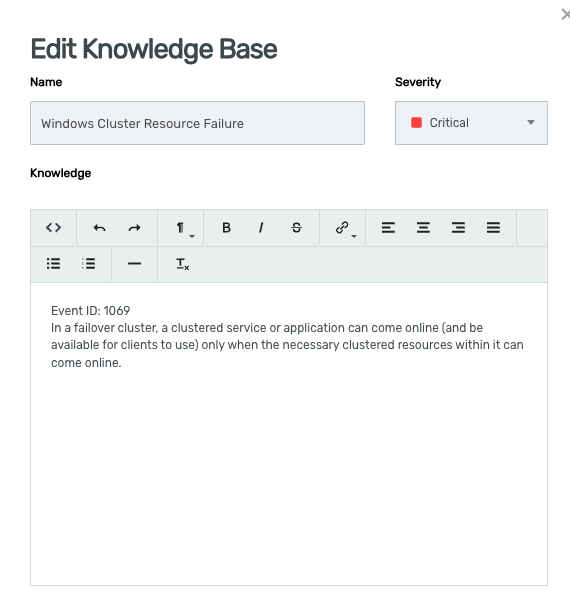 Edit Knowledge Base
Name
Severity
Windows Cluster Resource Failure
Critical
Knowledge
Event ID: 1069
In a failover cluster, a clustered service or application can come online (and be
available for clients to use) only when the necessary clustered resources within it can
come online.